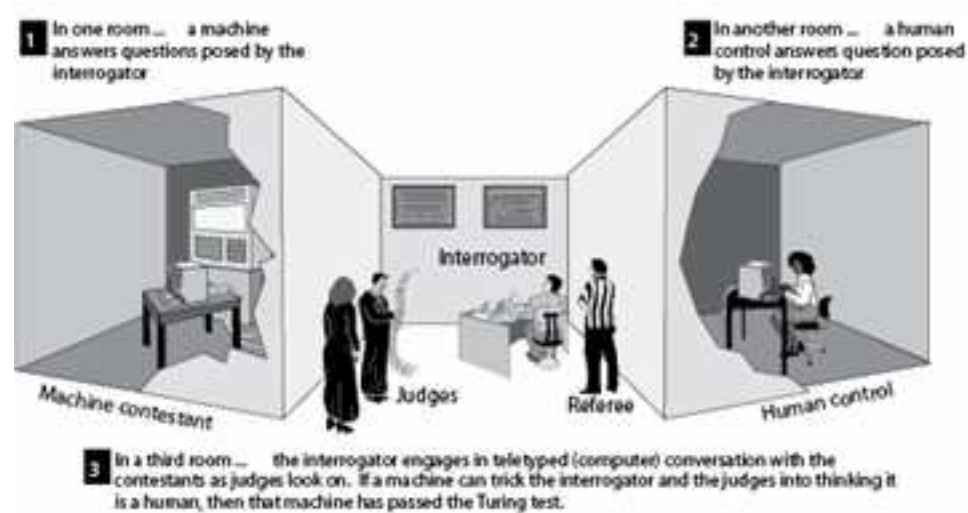 1 In one room ... a machine
answers questions posed by the
interrogator
2 In another room ... a human
control answers question posed
by the interrogator
Interrogator
Judges
Referee
Machine contestant
Human control
3 In a third room ... the interrogator engages in teletyped (computer) conversation with the
contestants as judges look on. If a machine can trick the interrogator and the judges into thinking it
is a human, then that machine has passed the Turing test.